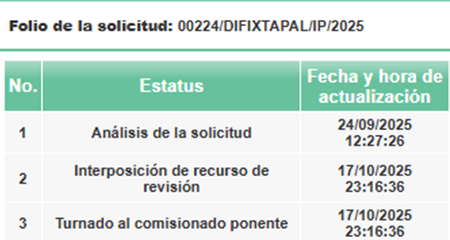 Folio de la solicitud: 00224/DIFIXTAPAL/IP/2025
No. Estatus Fecha y hora de
actualización
1 Análisis de la solicitud 24/09/2025
12:27:26
2 Interposición de recurso de 17/10/2025
revisión 23:16:36
3 Turnado al comisionado ponente 17/10/2025
23:16:36